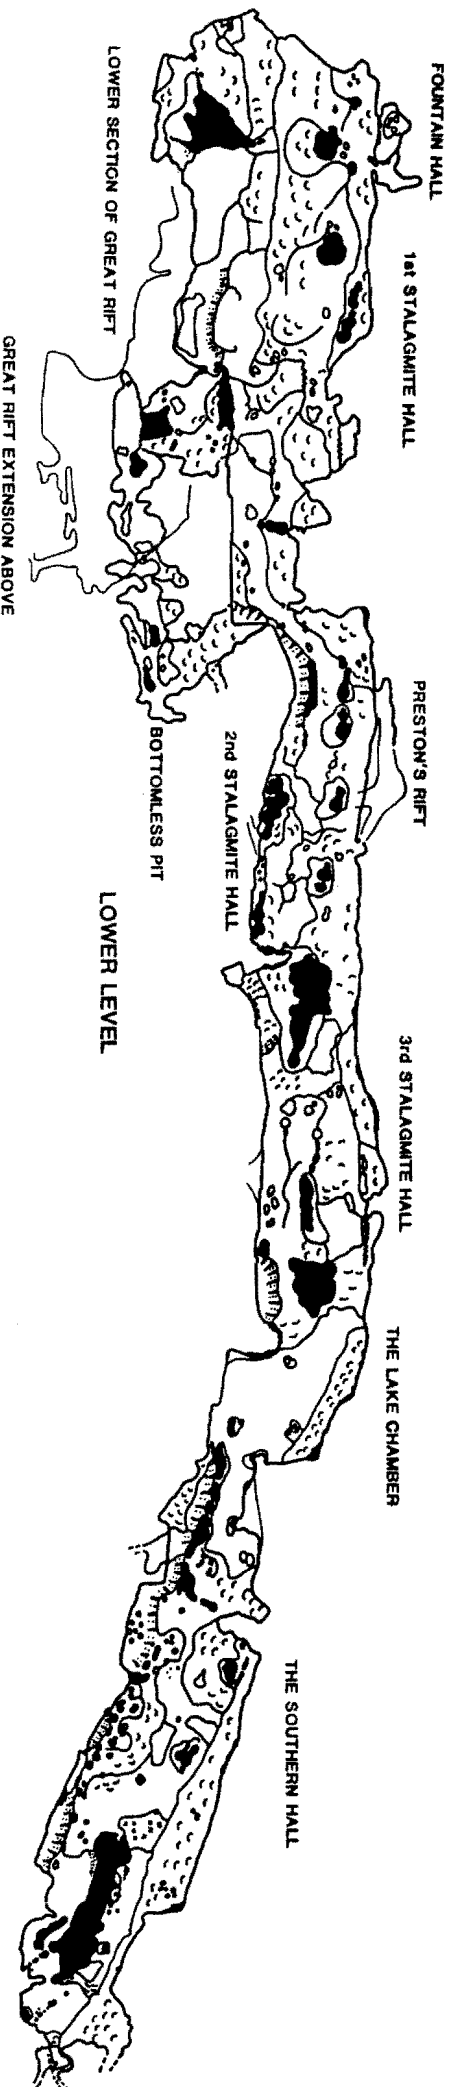 FOUNTAIN HALL
1st STALAGMITE HALL
PRESTON'S RIFT
3rd STALAGMITE HALL
THE LAKE CHAMBER
THE SOUTHERN HALL
2nd STALAGMITE HALL
BOTTOMLESS PIT
LOWER SECTION OF GREAT RIFT
LOWER LEVEL
GREAT RIFT EXTENSION ABOVE